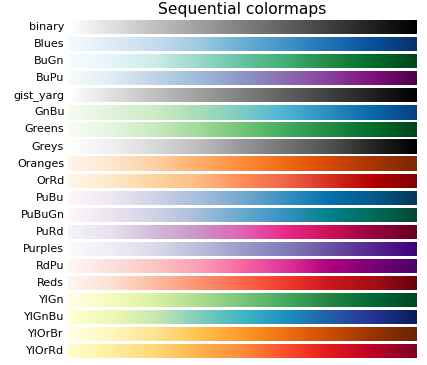 Sequential colormaps
binary
Blues
BuGn
BuPu
gist_yarg
GnBu
Greens
Greys
Oranges
OrRd
PuBu
PuBuGn
PuRd
Purples
RdPu
Reds
YlGn
YlGnBu
YlOrBr
YlOrRd